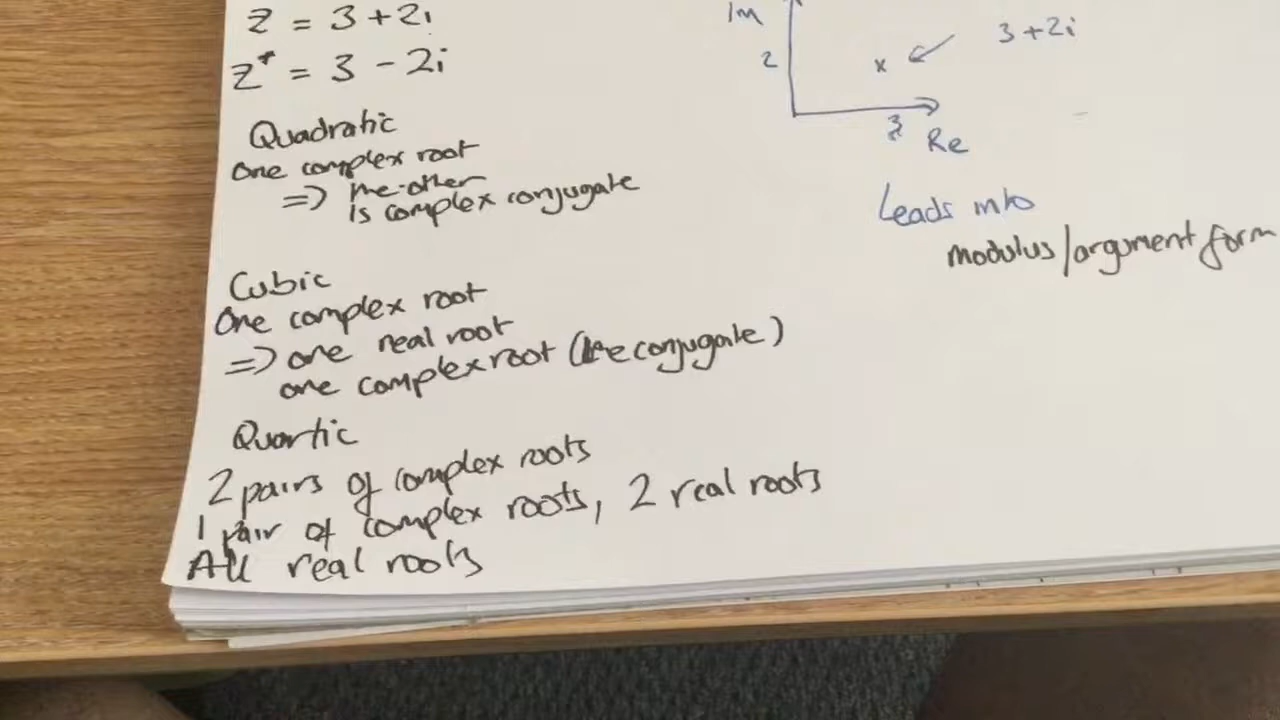 z = 3 + 2i
z* = 3 - 2i
Quadratic
One complex root
=> the other
is complex conjugate
Cubic
One complex root
=> one real root
one complex root (the conjugate)
Quartic
2 pairs of complex roots
1 pair of complex roots, 2 real roots
All real roots
Im
2
x
3 + 2i
3
Re
Leads into
modulus/argument form